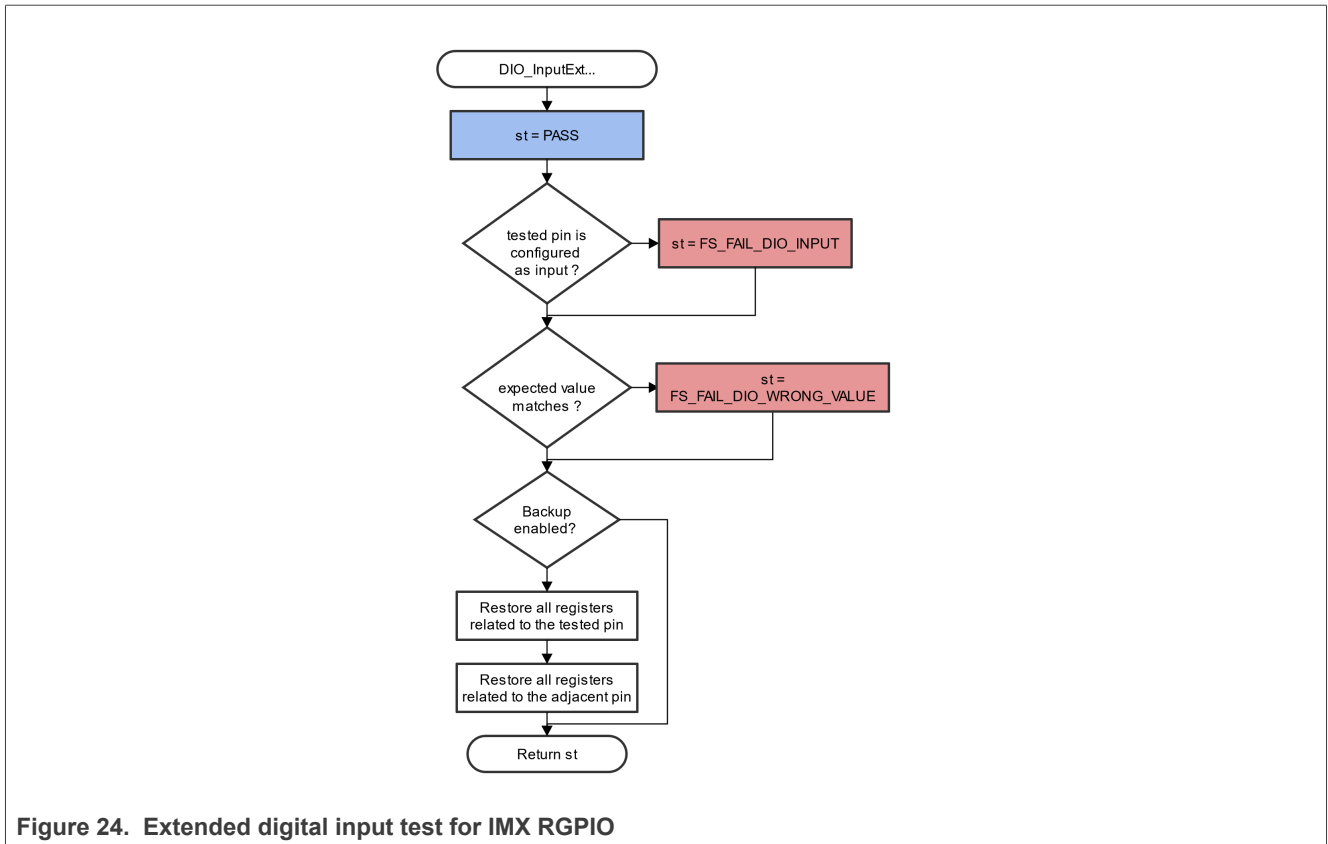 DIO_InputExt...
st = PASS
tested pin is
configured
as input ?
st = FS_FAIL_DIO_INPUT
expected value
matches ?
st =
FS_FAIL_DIO_WRONG_VALUE
Backup
enabled?
Restore all registers
related to the tested pin
Restore all registers
related to the adjacent pin
Return st
Figure 24. Extended digital input test for IMX RGPIO